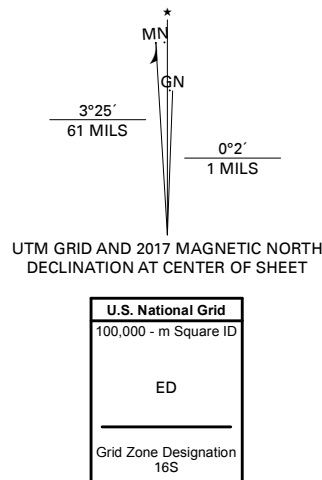 MN
GN
3°25´
61 MILS
0°2´
1 MILS
UTM GRID AND 2017 MAGNETIC NORTH
DECLINATION AT CENTER OF SHEET
U.S. National Grid
100,000 - m Square ID
ED
Grid Zone Designation
16S